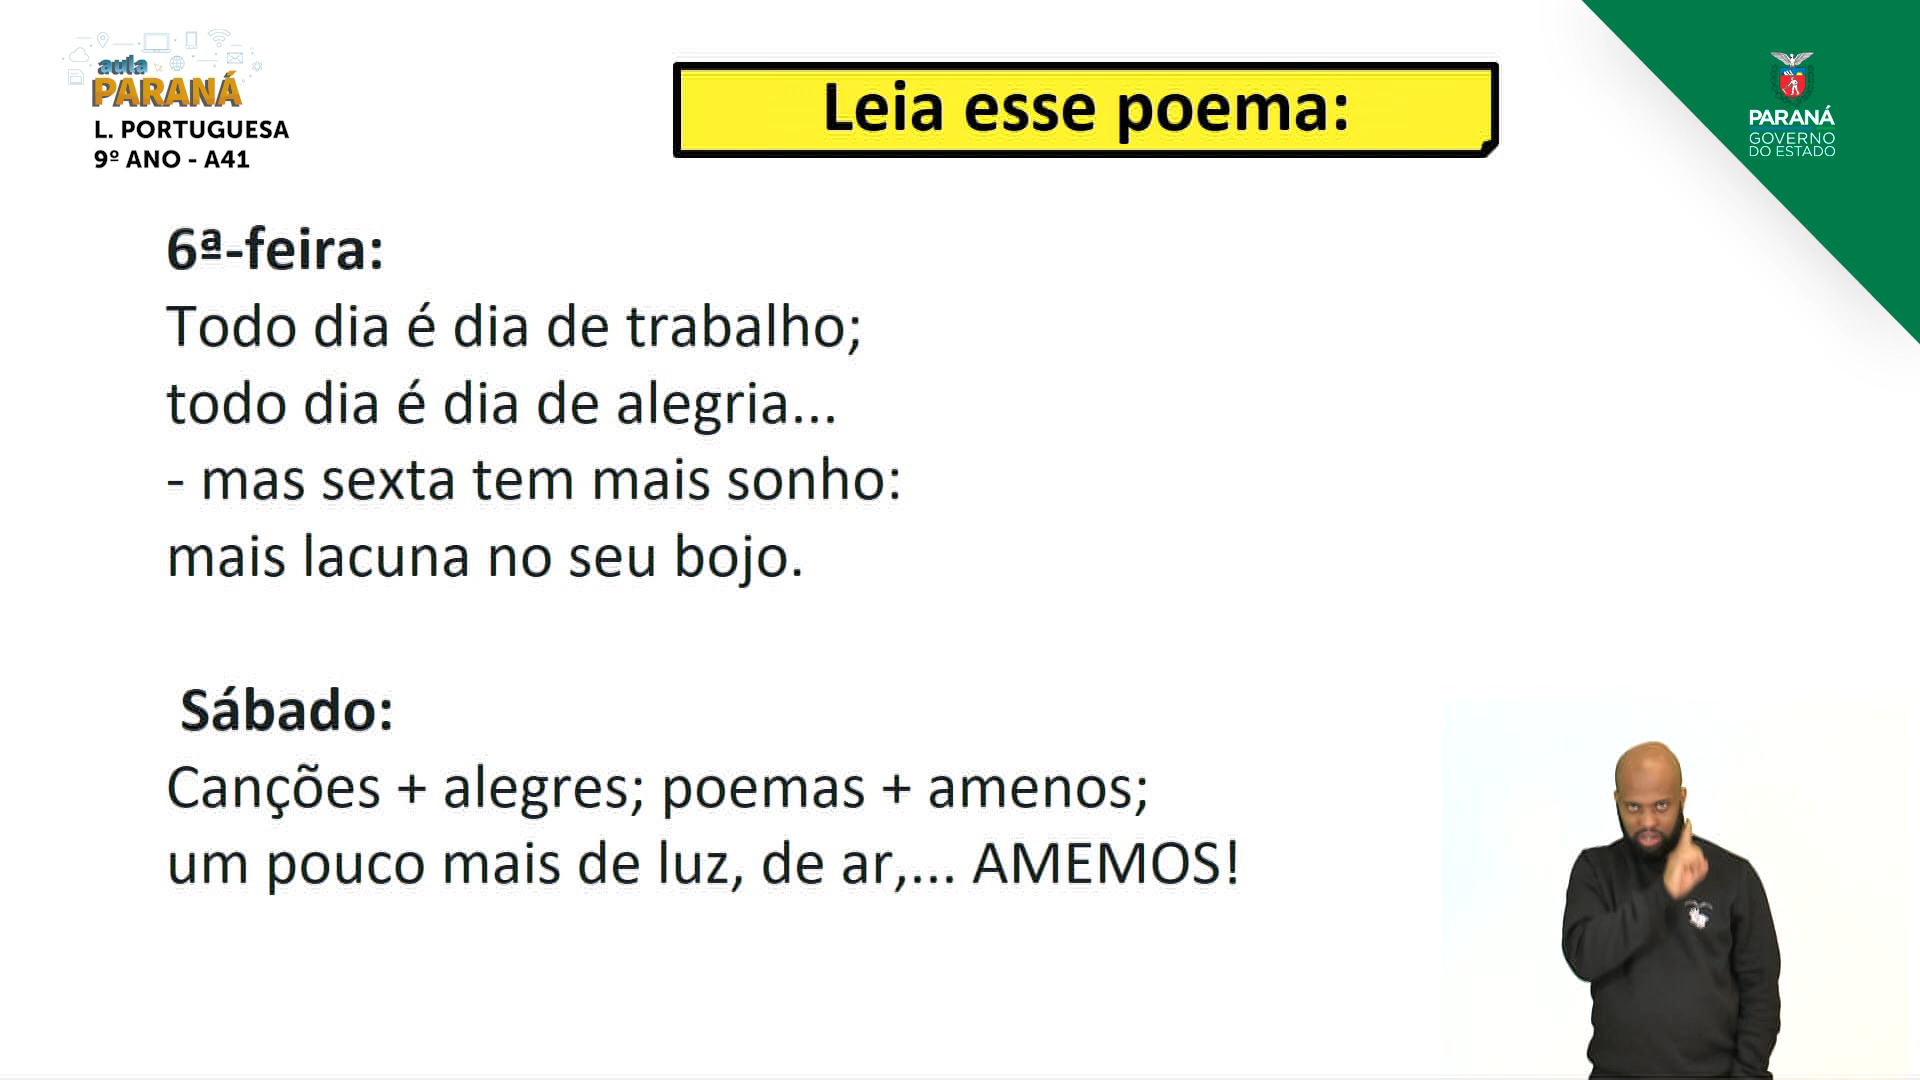 aula
PARANÁ
L. PORTUGUESA
9º ANO - A41
Leia esse poema:
PARANÁ
GOVERNO
DO ESTADO
6ª-feira:
Todo dia é dia de trabalho;
todo dia é dia de alegria...
- mas sexta tem mais sonho:
mais lacuna no seu bojo.
Sábado:
Canções + alegres; poemas + amenos;
um pouco mais de luz, de ar,... AMEMOS!